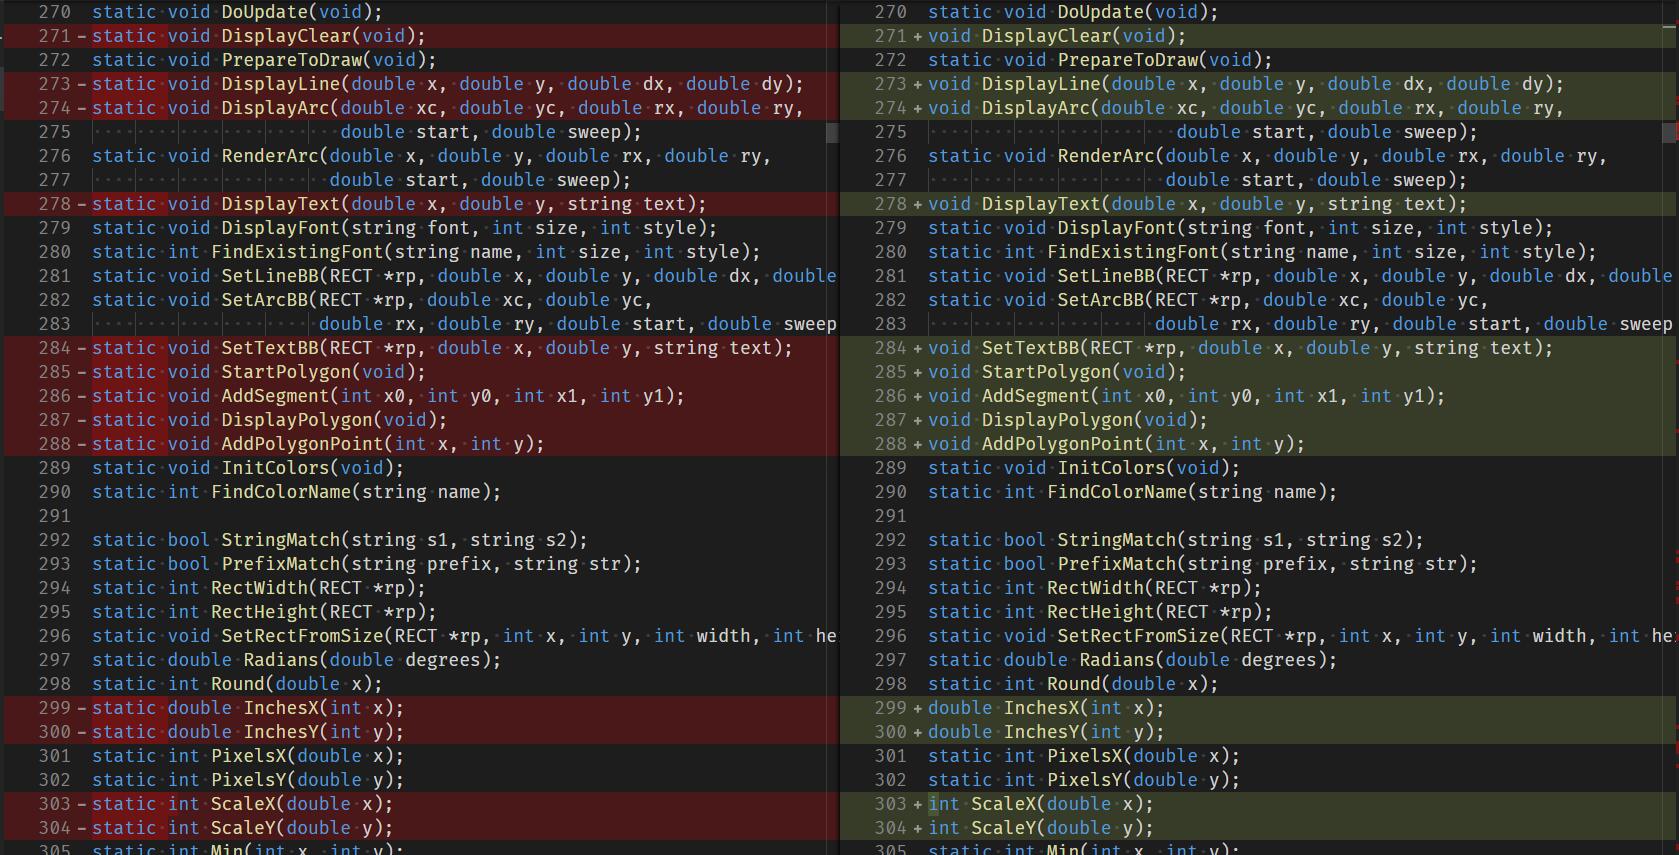 270 static void DoUpdate(void);
271 - static void DisplayClear(void);
272 static void PrepareToDraw(void);
273 - static void DisplayLine(double x, double y, double dx, double dy);
274 - static void DisplayArc(double xc, double yc, double rx, double ry,
275 double start, double sweep);
276 static void RenderArc(double x, double y, double rx, double ry,
277 double start, double sweep);
278 - static void DisplayText(double x, double y, string text);
279 static void DisplayFont(string font, int size, int style);
280 static int FindExistingFont(string name, int size, int style);
281 static void SetLineBB(RECT *rp, double x, double y, double dx, double
282 static void SetArcBB(RECT *rp, double xc, double yc,
283 double rx, double ry, double start, double sweep
284 - static void SetTextBB(RECT *rp, double x, double y, string text);
285 - static void StartPolygon(void);
286 - static void AddSegment(int x0, int y0, int x1, int y1);
287 - static void DisplayPolygon(void);
288 - static void AddPolygonPoint(int x, int y);
289 static void InitColors(void);
290 static int FindColorName(string name);
291
292 static bool StringMatch(string s1, string s2);
293 static bool PrefixMatch(string prefix, string str);
294 static int RectWidth(RECT *rp);
295 static int RectHeight(RECT *rp);
296 static void SetRectFromSize(RECT *rp, int x, int y, int width, int he
297 static double Radians(double degrees);
298 static int Round(double x);
299 - static double InchesX(int x);
300 - static double InchesY(int y);
301 static int PixelsX(double x);
302 static int PixelsY(double y);
303 - static int ScaleX(double x);
304 - static int ScaleY(double y);
305 static int Min(int x, int y);
270 static void DoUpdate(void);
271 + void DisplayClear(void);
272 static void PrepareToDraw(void);
273 + void DisplayLine(double x, double y, double dx, double dy);
274 + void DisplayArc(double xc, double yc, double rx, double ry,
275 double start, double sweep);
276 static void RenderArc(double x, double y, double rx, double ry,
277 double start, double sweep);
278 + void DisplayText(double x, double y, string text);
279 static void DisplayFont(string font, int size, int style);
280 static int FindExistingFont(string name, int size, int style);
281 static void SetLineBB(RECT *rp, double x, double y, double dx, double
282 static void SetArcBB(RECT *rp, double xc, double yc,
283 double rx, double ry, double start, double sweep
284 + void SetTextBB(RECT *rp, double x, double y, string text);
285 + void StartPolygon(void);
286 + void AddSegment(int x0, int y0, int x1, int y1);
287 + void DisplayPolygon(void);
288 + void AddPolygonPoint(int x, int y);
289 static void InitColors(void);
290 static int FindColorName(string name);
291
292 static bool StringMatch(string s1, string s2);
293 static bool PrefixMatch(string prefix, string str);
294 static int RectWidth(RECT *rp);
295 static int RectHeight(RECT *rp);
296 static void SetRectFromSize(RECT *rp, int x, int y, int width, int he
297 static double Radians(double degrees);
298 static int Round(double x);
299 + double InchesX(int x);
300 + double InchesY(int y);
301 static int PixelsX(double x);
302 static int PixelsY(double y);
303 + int ScaleX(double x);
304 + int ScaleY(double y);
305 static int Min(int x, int y);